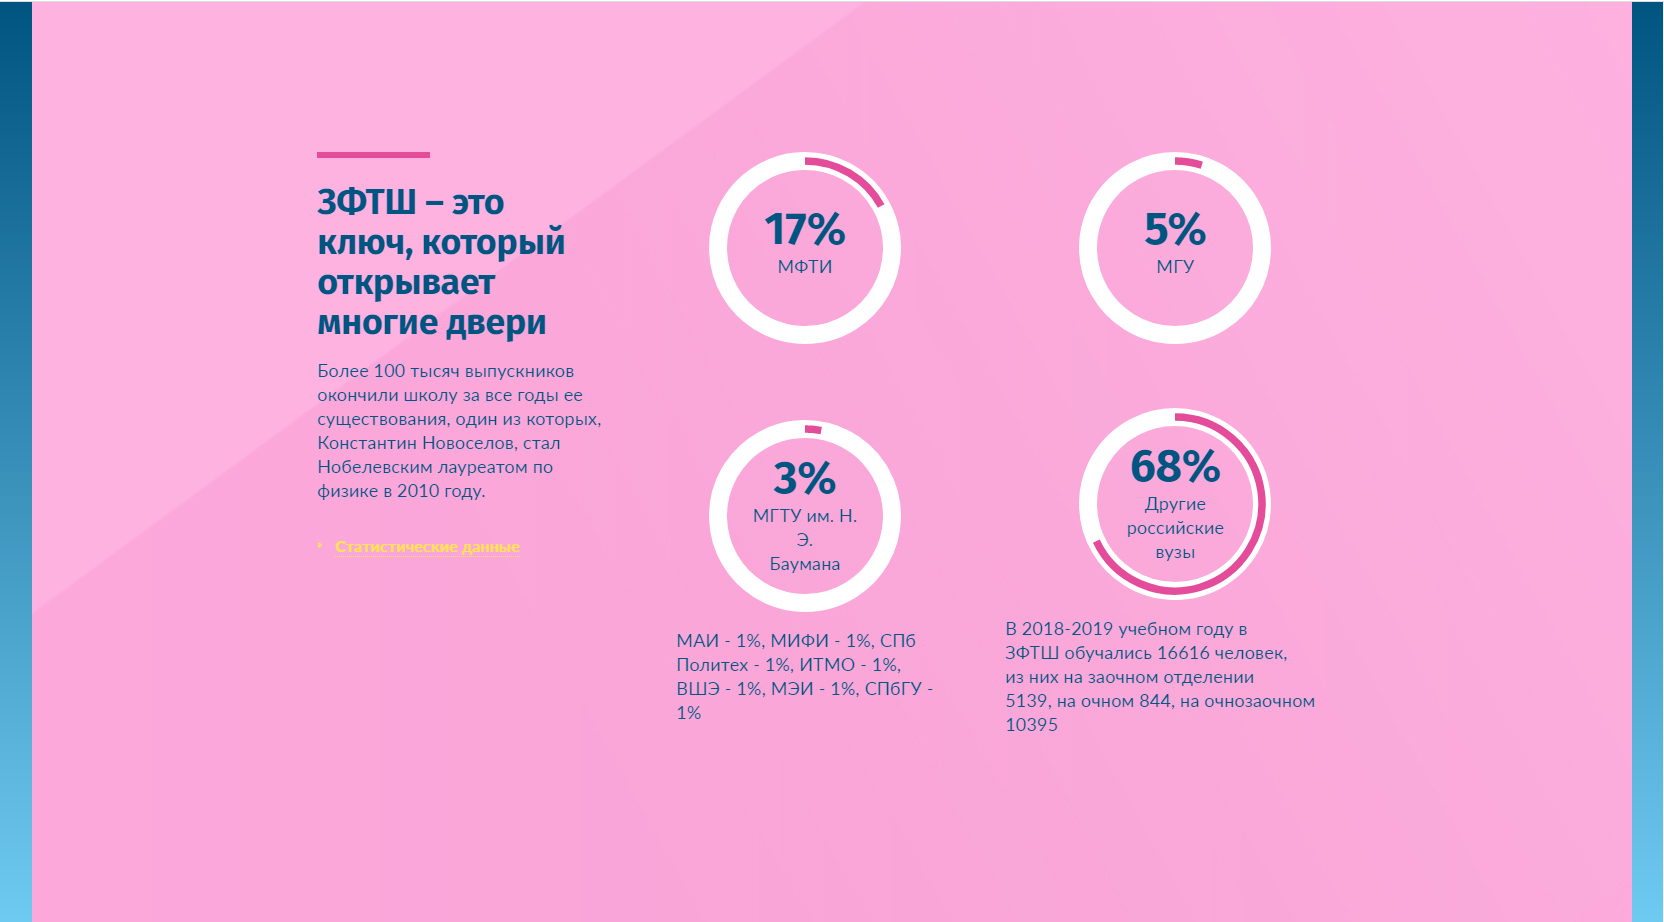 ЗФТШ – это
ключ, который
открывает
многие двери
Более 100 тысяч выпускников
окончили школу за все годы ее
существования, один из которых,
Константин Новоселов, стал
Нобелевским лауреатом по
физике в 2010 году.
Статистические данные
17%
МФТИ
5%
МГУ
3%
МГТУ им. Н.
Э.
Баумана
68%
Другие
российские
вузы
МАИ - 1%, МИФИ - 1%, СПб
Политех - 1%, ИТМО - 1%,
ВШЭ - 1%, МЭИ - 1%, СПбГУ -
1%
В 2018-2019 учебном году в
ЗФТШ обучались 16616 человек,
из них на заочном отделении
5139, на очном 844, на очнозаочном
10395